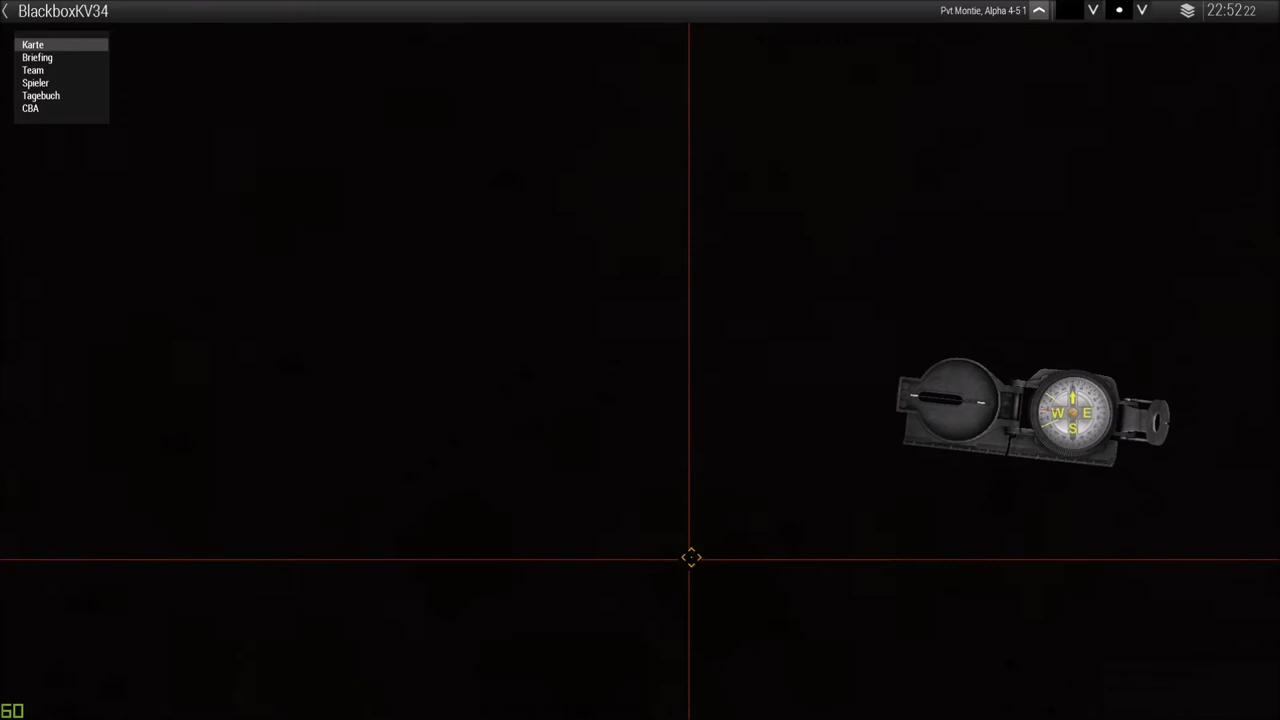 BlackboxKV34
Pvt Montie, Alpha 4-5 1
22:52 22
Karte
Briefing
Team
Spieler
Tagebuch
CBA
W E
S
60